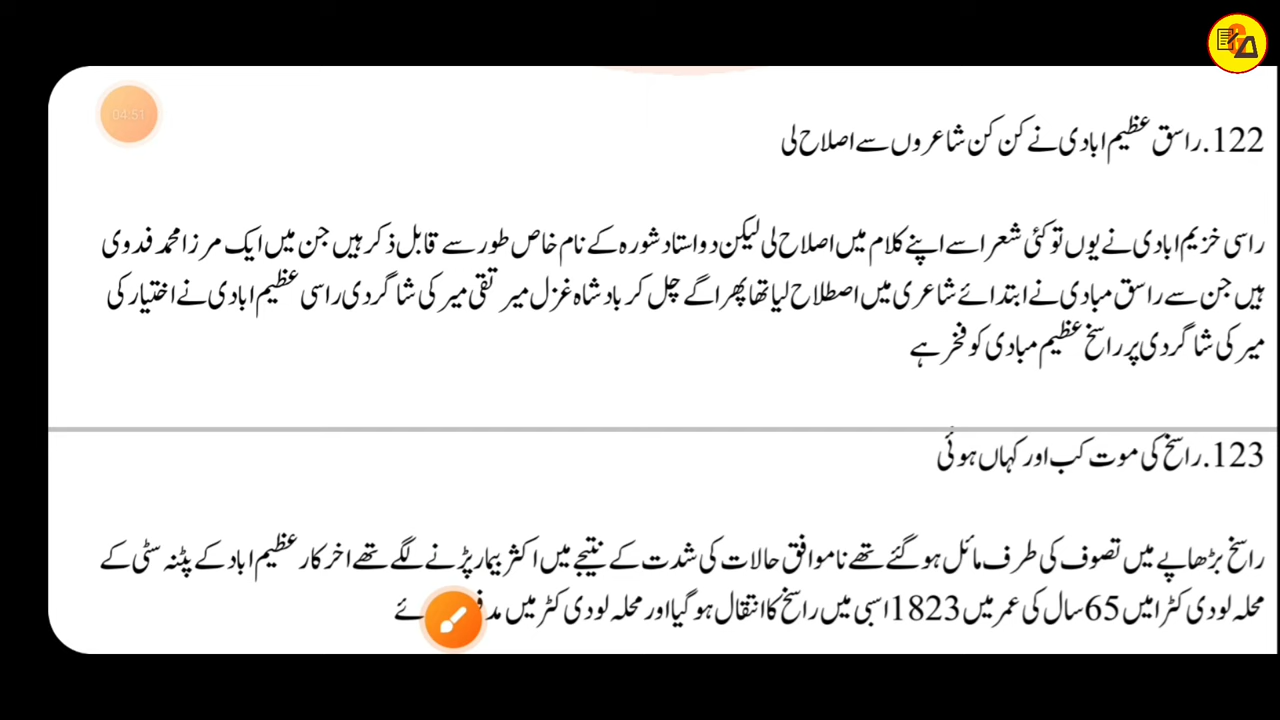 04:51
122.راسق عظیم ابادی نے کن کن شاعروں سے اصلاح لی
راسی خزیم ابادی نے یوں تو کئی شعرا سے اپنے کلام میں اصلاح لی لیکن دو استاد شورہ کے نام خاص طور سے قابل ذکر ہیں جن میں ایک مرزا محمد فدوی
ہیں جن سے راسق مبادی نے ابتدائے شاعری میں اصطلاح لیا تھا پھر اگے چل کر بادشاہ غزل میر تقی میر کی شاگردی راسی عظیم ابادی نے اختیار کی
میر کی شاگردی پر راسخ عظیم مبادی کو فخر ہے
123.راسخ کی موت کب اور کہاں ہوئی
راسخ بڑھاپے میں تصوف کی طرف مائل ہو گئے تھے ناموافق حالات کی شدت کے نتیجے میں اکثر بیمار پڑنے لگے تھے اخر کار عظیم اباد کے پٹنہ سٹی کے
محلہ لودی کٹرا میں 65 سال کی عمر میں 1823 اسبی میں راسخ کا انتقال ہو گیا اور محلہ لودی کٹر میں